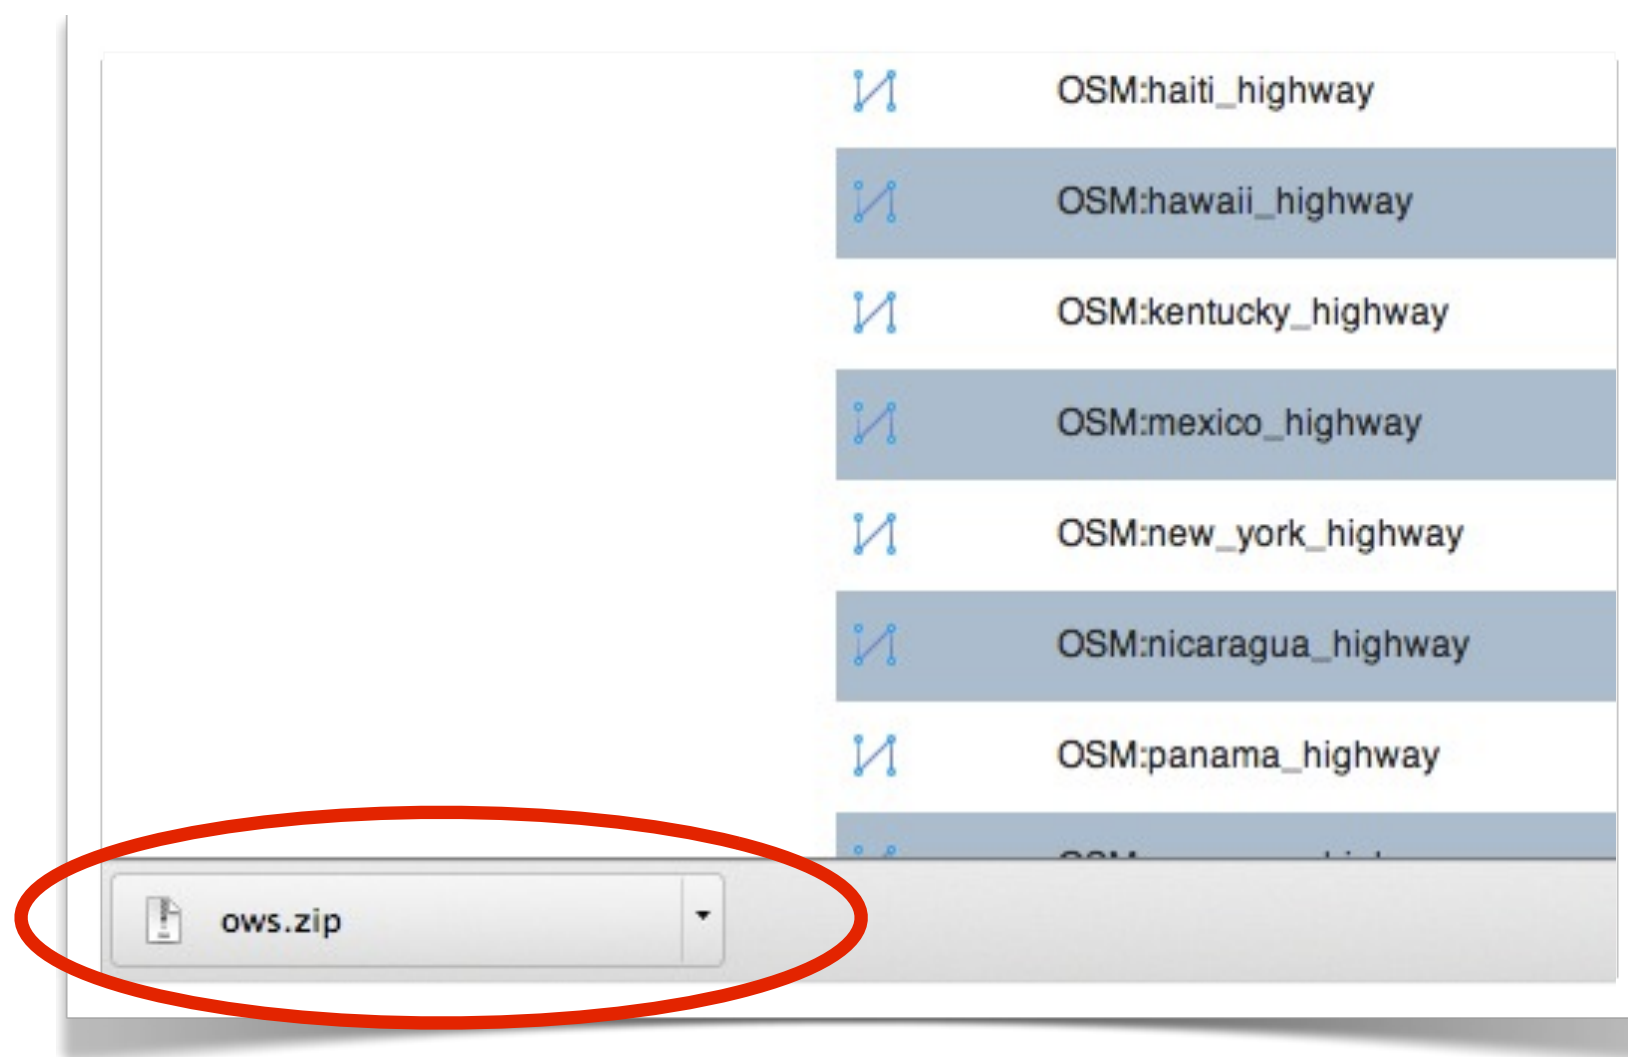 OSM:haiti_highway
OSM:hawaii_highway
OSM:kentucky_highway
OSM:mexico_highway
OSM:new_york_highway
OSM:nicaragua_highway
OSM:panama_highway
ows.zip